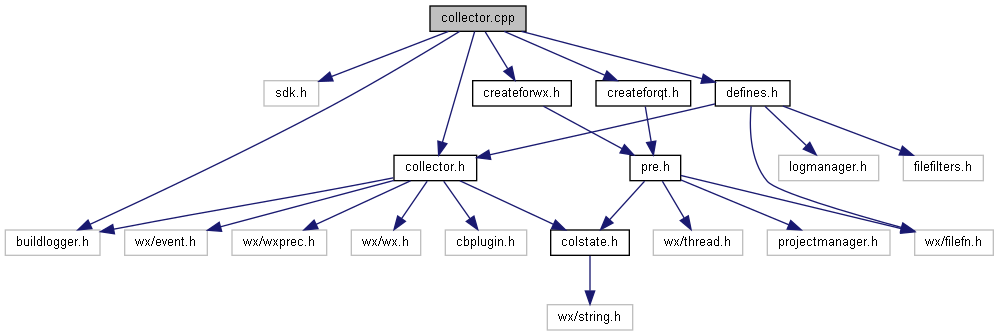 collector.cpp
sdk.h
createforwx.h
createforqt.h
defines.h
collector.h
pre.h
logmanager.h
filefilters.h
buildlogger.h
wx/event.h
wx/wxprec.h
wx/wx.h
cbplugin.h
colstate.h
wx/thread.h
projectmanager.h
wx/filefn.h
wx/string.h